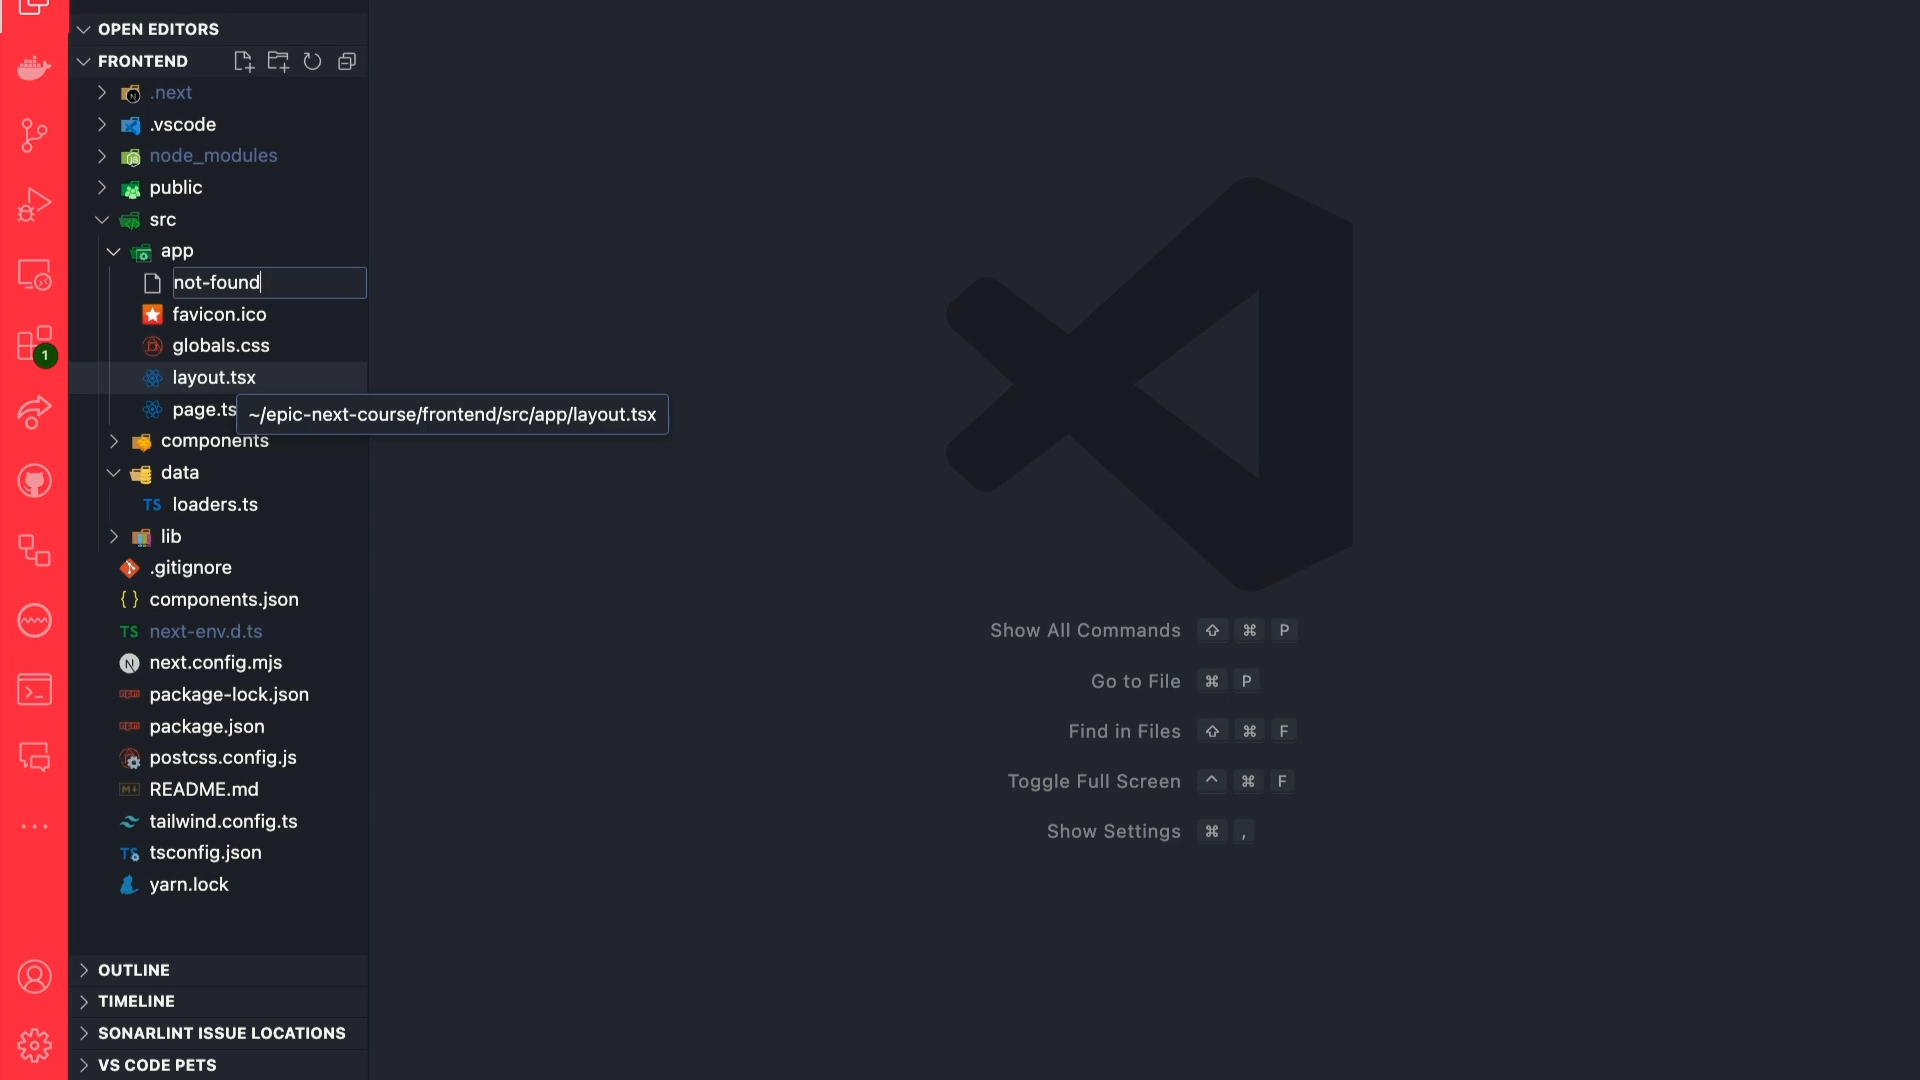 OPEN EDITORS
FRONTEND
.next
.vscode
node_modules
public
src
app
not-found
favicon.ico
globals.css
layout.tsx
page.ts
~/epic-next-course/frontend/src/app/layout.tsx
components
data
TS loaders.ts
lib
.gitignore
{ } components.json
TS next-env.d.ts
N next.config.mjs
package-lock.json
package.json
postcss.config.js
README.md
tailwind.config.ts
TS tsconfig.json
yarn.lock
OUTLINE
TIMELINE
SONARLINT ISSUE LOCATIONS
VS CODE PETS
1
Show All Commands ⇧ ⌘ P
Go to File ⌘ P
Find in Files ⇧ ⌘ F
Toggle Full Screen ^ ⌘ F
Show Settings ⌘ ,